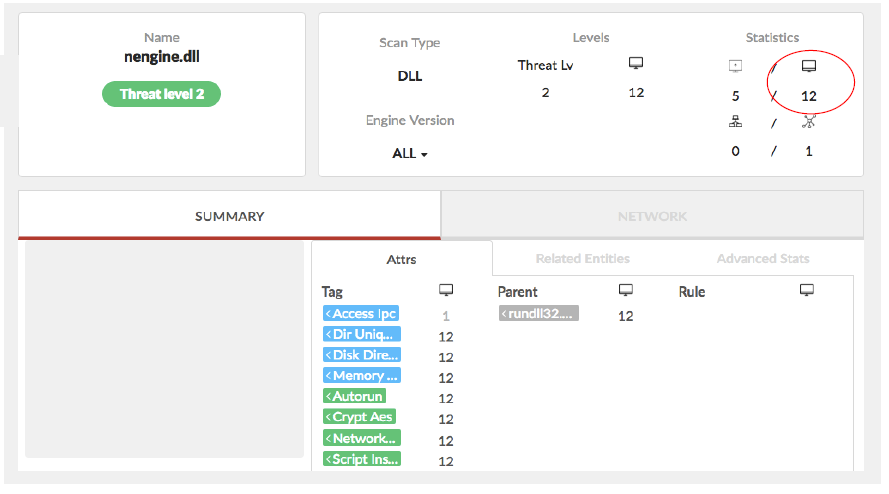 Name
nengine.dll
Threat level 2
Scan Type
DLL
Engine Version
ALL
Levels
Threat Lv
2 12
Statistics
/
5 / 12
/
0 / 1
SUMMARY NETWORK
Attrs Related Entities Advanced Stats
Tag Parent Rule
<Access Ipc 1 <rundll32.... 12
<Dir Uniq... 12
<Disk Dire... 12
<Memory ... 12
<Autorun 12
<Crypt Aes 12
<Network... 12
<Script Ins... 12